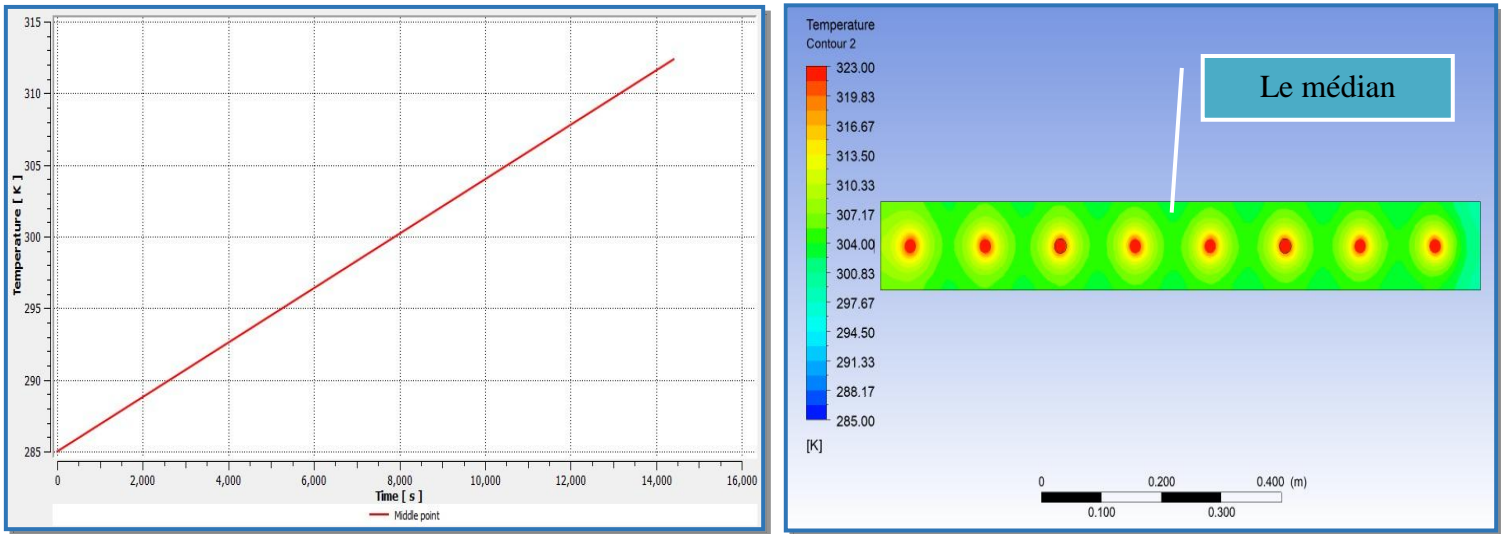 315
310
305
300
295
290
285
Temperature [ K ]
0 2,000 4,000 6,000 8,000 10,000 12,000 14,000 16,000
Time [ s ]
Middle point
Temperature
Contour 2
323.00
319.83
316.67
313.50
310.33
307.17
304.00
300.83
297.67
294.50
291.33
288.17
285.00
[K]
Le médian
0 0.200 0.400 (m)
0.100 0.300